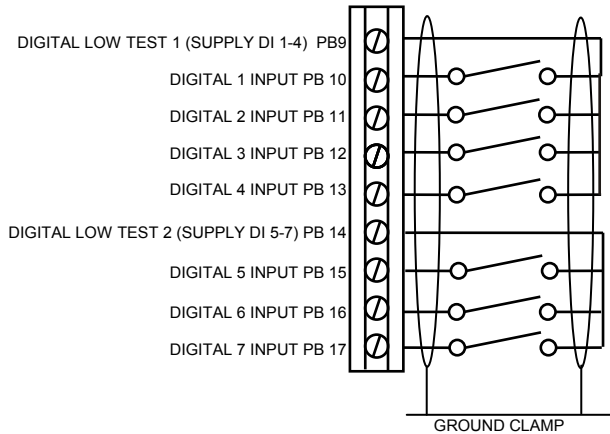 DIGITAL LOW TEST 1 (SUPPLY DI 1-4) PB9
DIGITAL 1 INPUT PB 10
DIGITAL 2 INPUT PB 11
DIGITAL 3 INPUT PB 12
DIGITAL 4 INPUT PB 13
DIGITAL LOW TEST 2 (SUPPLY DI 5-7) PB 14
DIGITAL 5 INPUT PB 15
DIGITAL 6 INPUT PB 16
DIGITAL 7 INPUT PB 17
GROUND CLAMP